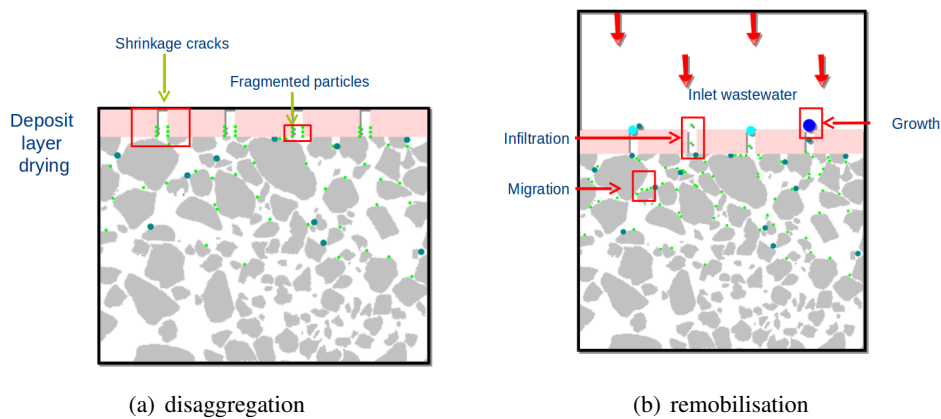 Shrinkage cracks
Fragmented particles
Deposit
layer
drying
Inlet wastewater
Infiltration
Growth
Migration
(a) disaggregation
(b) remobilisation